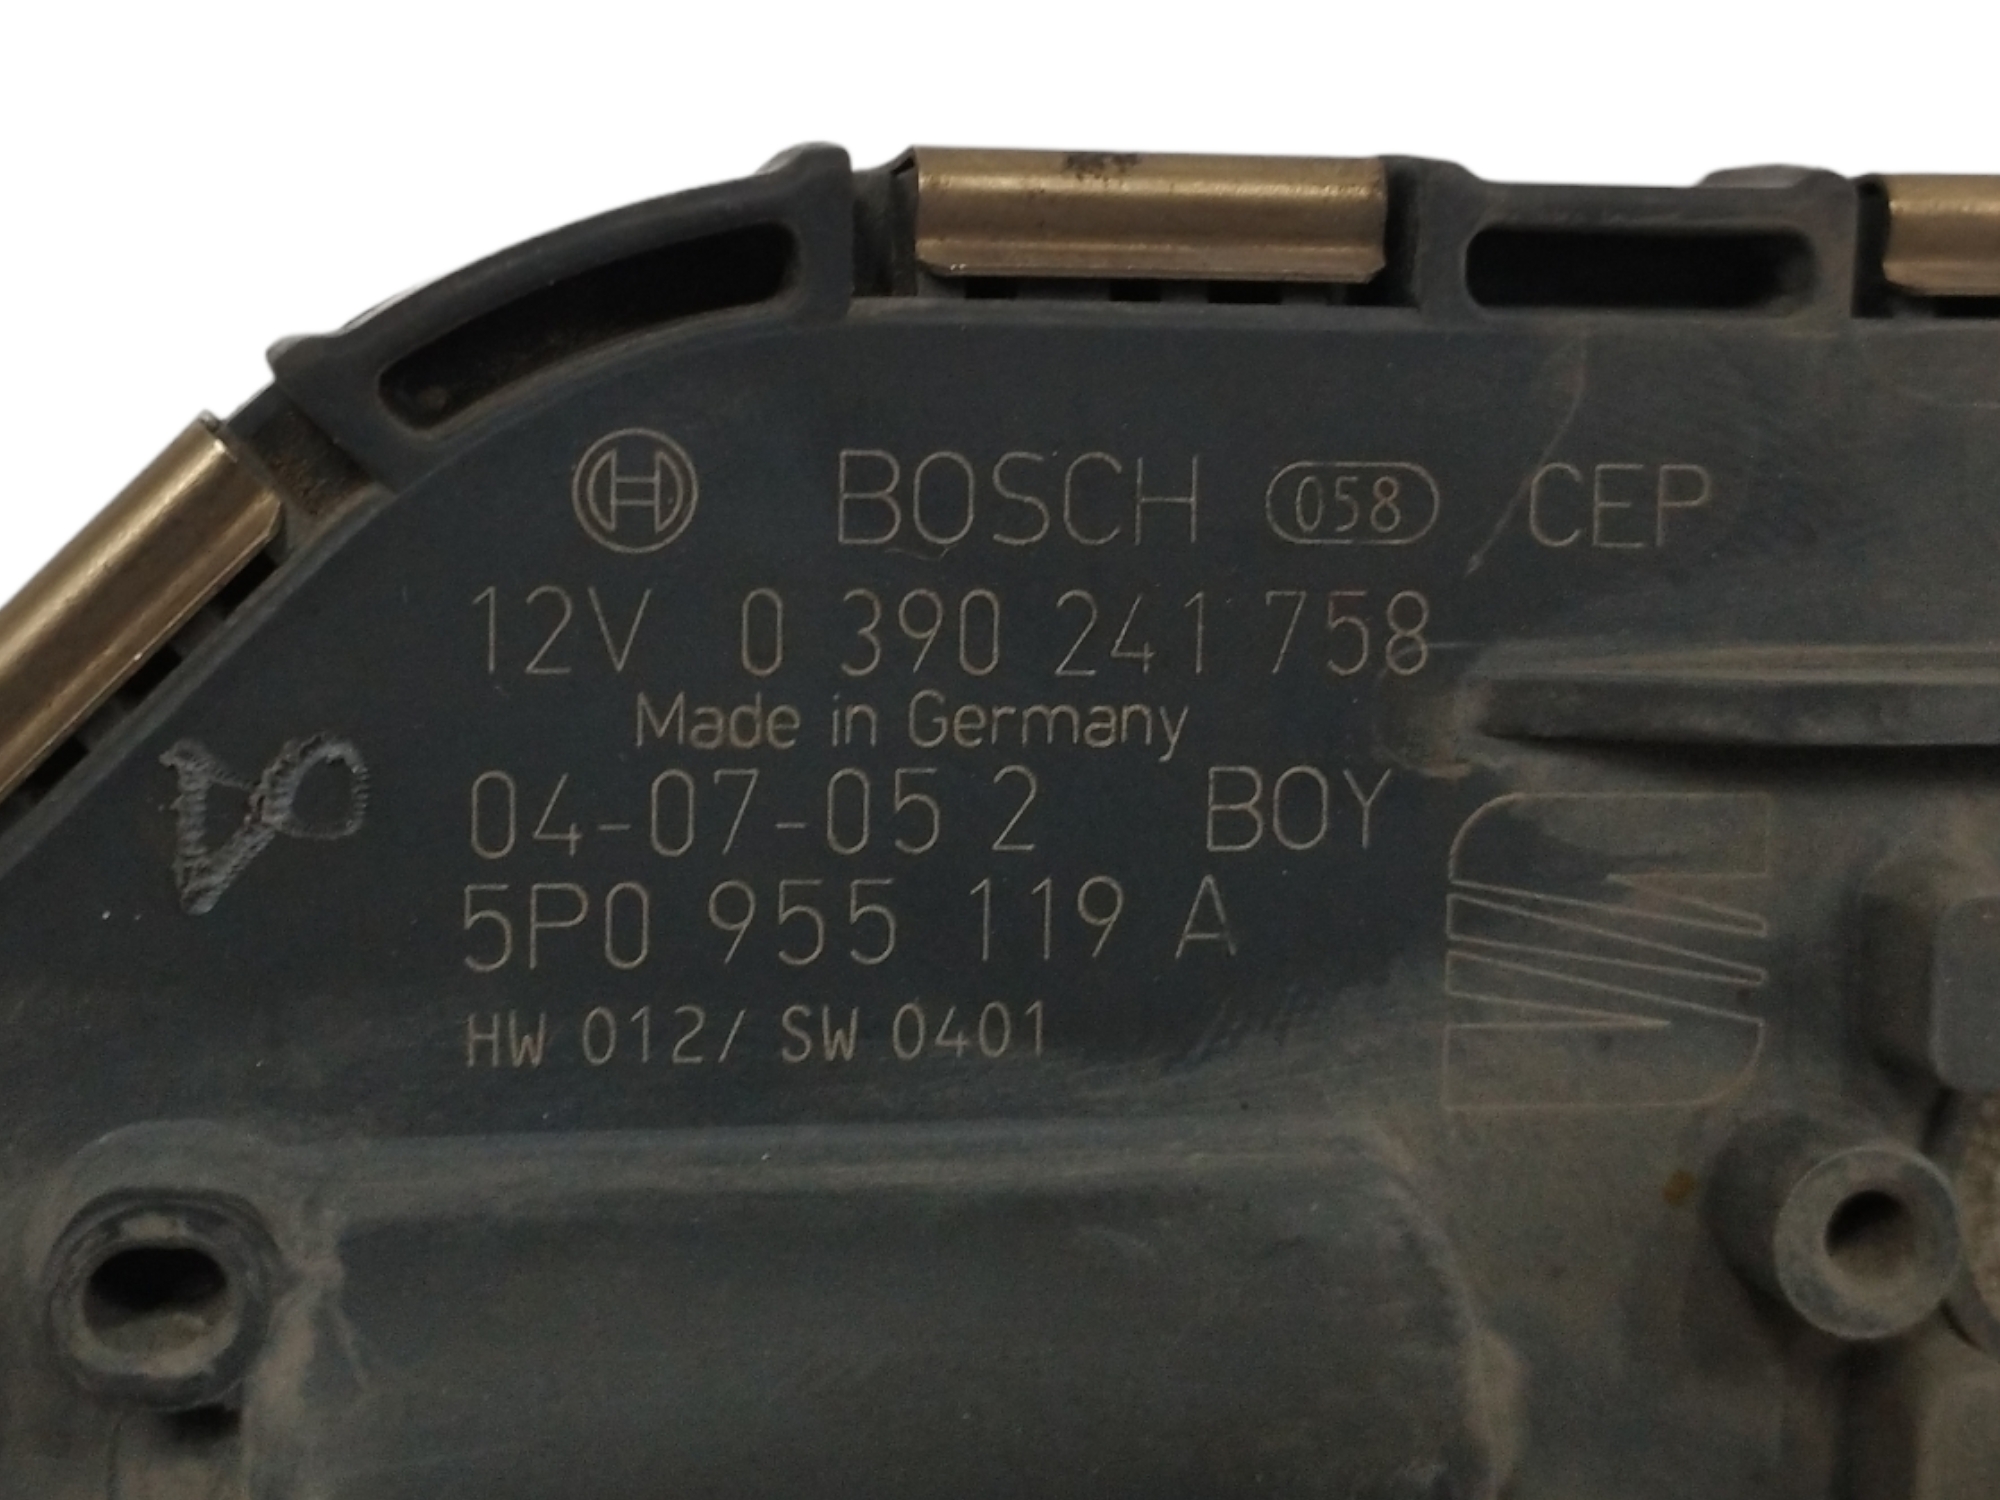 BOSCH 058 CEP
12V 0 390 241 758
Made in Germany
04-07-05 2 BOY
5P0 955 119 A
HW 012/ SW 0401